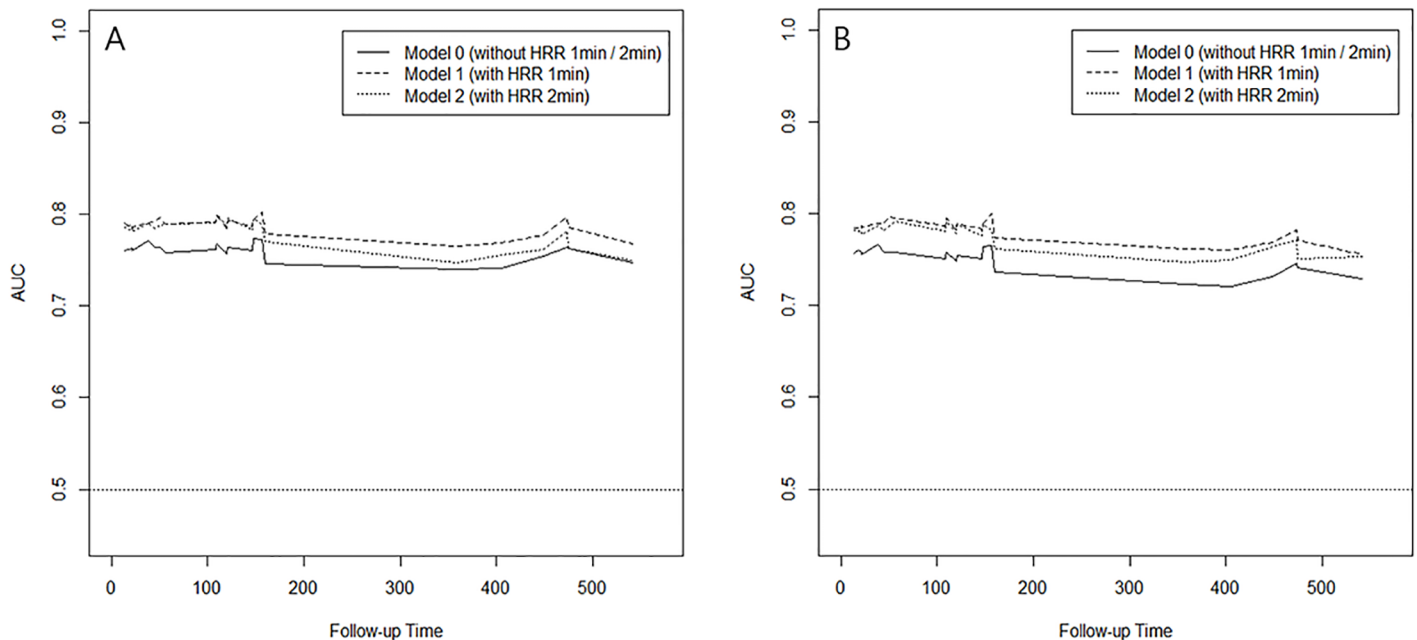 A
Model 0 (without HRR 1min / 2min)
Model 1 (with HRR 1min)
Model 2 (with HRR 2min)
1.0
0.9
0.8
0.7
0.6
0.5
AUC
0 100 200 300 400 500
Follow-up Time
B
Model 0 (without HRR 1min / 2min)
Model 1 (with HRR 1min)
Model 2 (with HRR 2min)
1.0
0.9
0.8
0.7
0.6
0.5
AUC
0 100 200 300 400 500
Follow-up Time